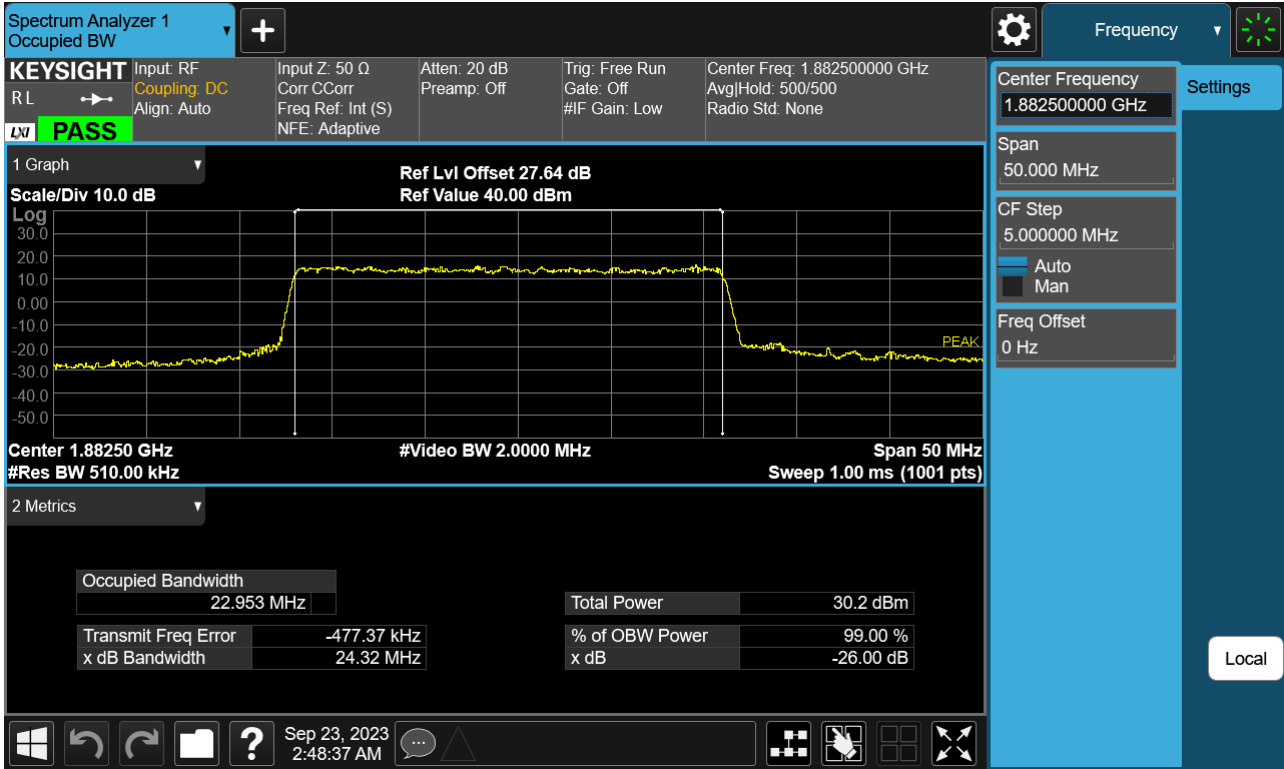 Spectrum Analyzer 1
Occupied BW
Frequency
KEYSIGHT
R L
LXI
PASS
Input: RF
Coupling: DC
Align: Auto
Input Z: 50 Ω
Corr CCorr
Freq Ref: Int (S)
NFE: Adaptive
Atten: 20 dB
Preamp: Off
Trig: Free Run
Gate: Off
#IF Gain: Low
Center Freq: 1.882500000 GHz
Avg|Hold: 500/500
Radio Std: None
1 Graph
Scale/Div 10.0 dB
Ref Lvl Offset 27.64 dB
Ref Value 40.00 dBm
Log
30.0
20.0
10.0
0.00
-10.0
-20.0
-30.0
-40.0
-50.0
PEAK
Center 1.88250 GHz
#Video BW 2.0000 MHz
Span 50 MHz
#Res BW 510.00 kHz
Sweep 1.00 ms (1001 pts)
2 Metrics
Occupied Bandwidth
22.953 MHz
Total Power 30.2 dBm
Transmit Freq Error -477.37 kHz
% of OBW Power 99.00 %
x dB Bandwidth 24.32 MHz
x dB -26.00 dB
Center Frequency
1.882500000 GHz
Settings
Span
50.000 MHz
CF Step
5.000000 MHz
Auto
Man
Freq Offset
0 Hz
Local
?
Sep 23, 2023
2:48:37 AM